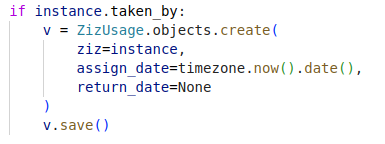 if instance.taken_by:
    v = ZizUsage.objects.create(
        ziz=instance,
        assign_date=timezone.now().date(),
        return_date=None
    )
    v.save()